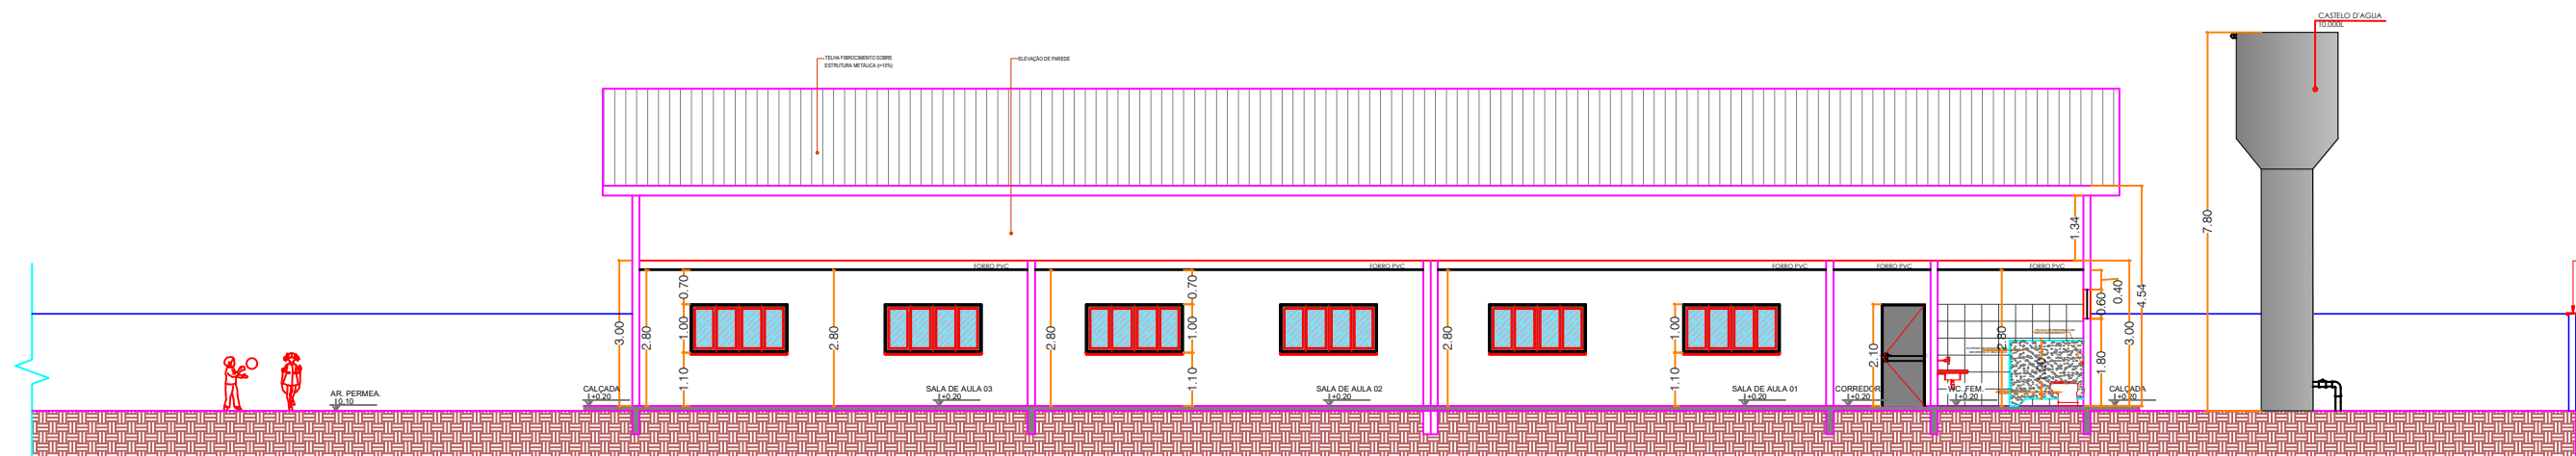 CASTELO D'AGUA
10.000L
TELHA FIBROCIMENTO SOBRE
ESTRUTURA METÁLICA (i=10%)
ELEVAÇÃO DE PAREDE
7.80
1.34
4.54
FORRO PVC
FORRO PVC
FORRO PVC
FORRO PVC
FORRO PVC
3.00
2.80
0.70
1.00
1.10
2.80
2.80
0.70
1.00
1.10
2.80
1.00
1.10
2.10
2.80
0.40
0.60
1.80
3.00
AR. PERMEA.
0.10
CALÇADA
+0.20
SALA DE AULA 03
+0.20
SALA DE AULA 02
+0.20
SALA DE AULA 01
+0.20
CORREDOR
+0.20
WC. FEM.
+0.20
CALÇADA
+0.20